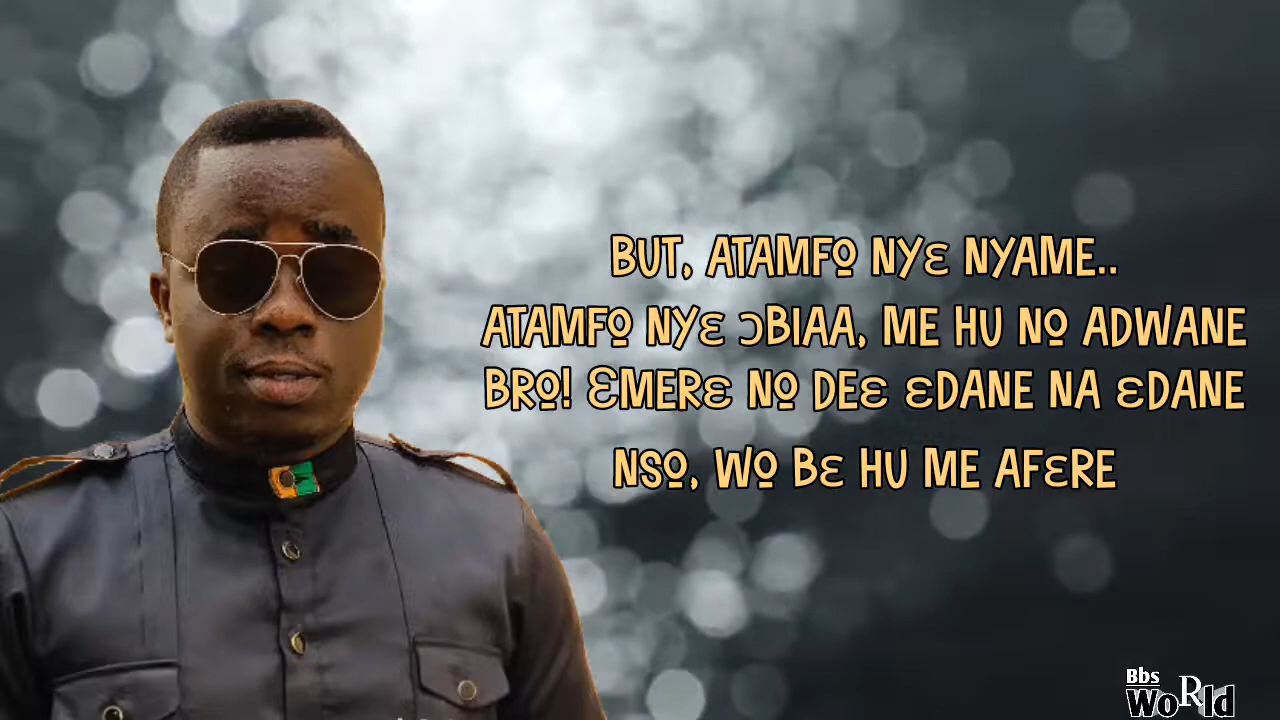 BUT, ATAMFO NYƐ NYAME..
ATAMFO NYƐ ƆBIAA, ME HU NO ADWANE
BRO! ƐMERƐ NO DEƐ ƐDANE NA ƐDANE
NSO, WO BƐ HU ME AFƐRE
Bbs
WoRld